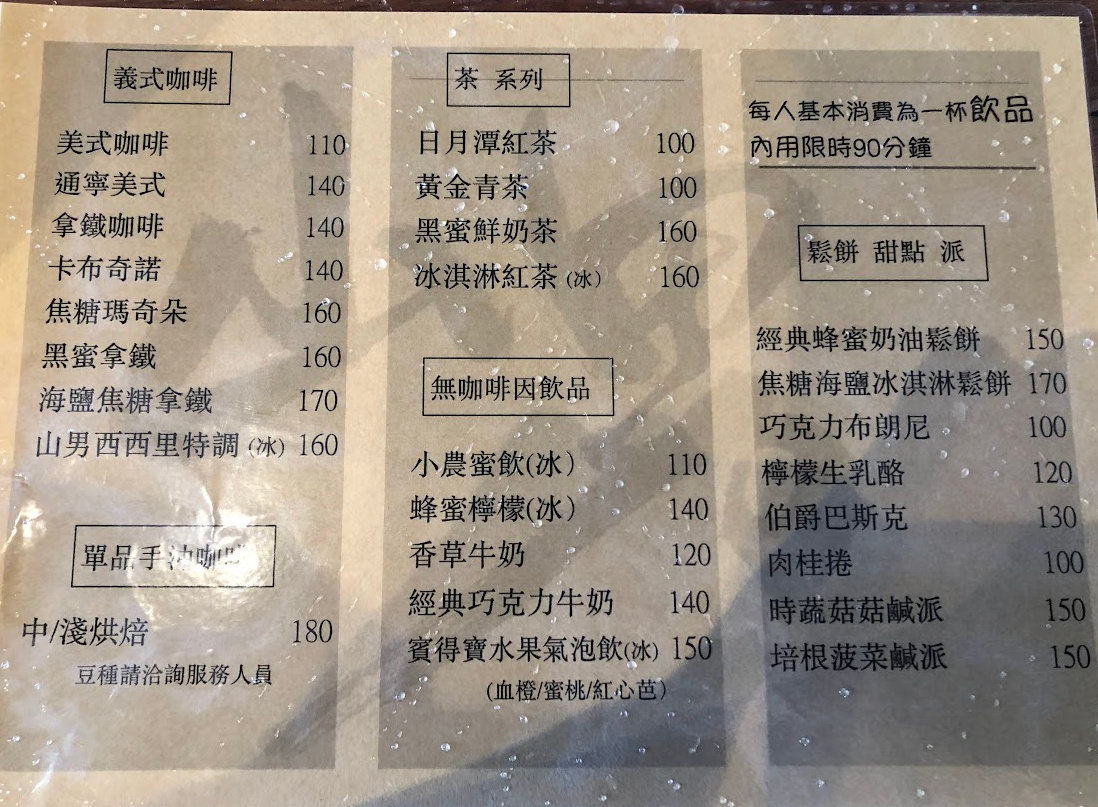 義式咖啡
美式咖啡 110
通寧美式 140
拿鐵咖啡 140
卡布奇諾 140
焦糖瑪奇朵 160
黑蜜拿鐵 160
海鹽焦糖拿鐵 170
山男西西里特調(冰) 160
單品手沖咖啡
中/淺烘焙 180
豆種請洽詢服務人員
茶 系列
日月潭紅茶 100
黃金青茶 100
黑蜜鮮奶茶 160
冰淇淋紅茶(冰) 160
無咖啡因飲品
小農蜜飲(冰) 110
蜂蜜檸檬(冰) 140
香草牛奶 120
經典巧克力牛奶 140
賓得寶水果氣泡飲(冰) 150
(血橙/蜜桃/紅心芭)
每人基本消費為一杯飲品
內用限時90分鐘
鬆餅 甜點 派
經典蜂蜜奶油鬆餅 150
焦糖海鹽冰淇淋鬆餅 170
巧克力布朗尼 100
檸檬生乳酪 120
伯爵巴斯克 130
肉桂捲 100
時蔬菇菇鹹派 150
培根菠菜鹹派 150